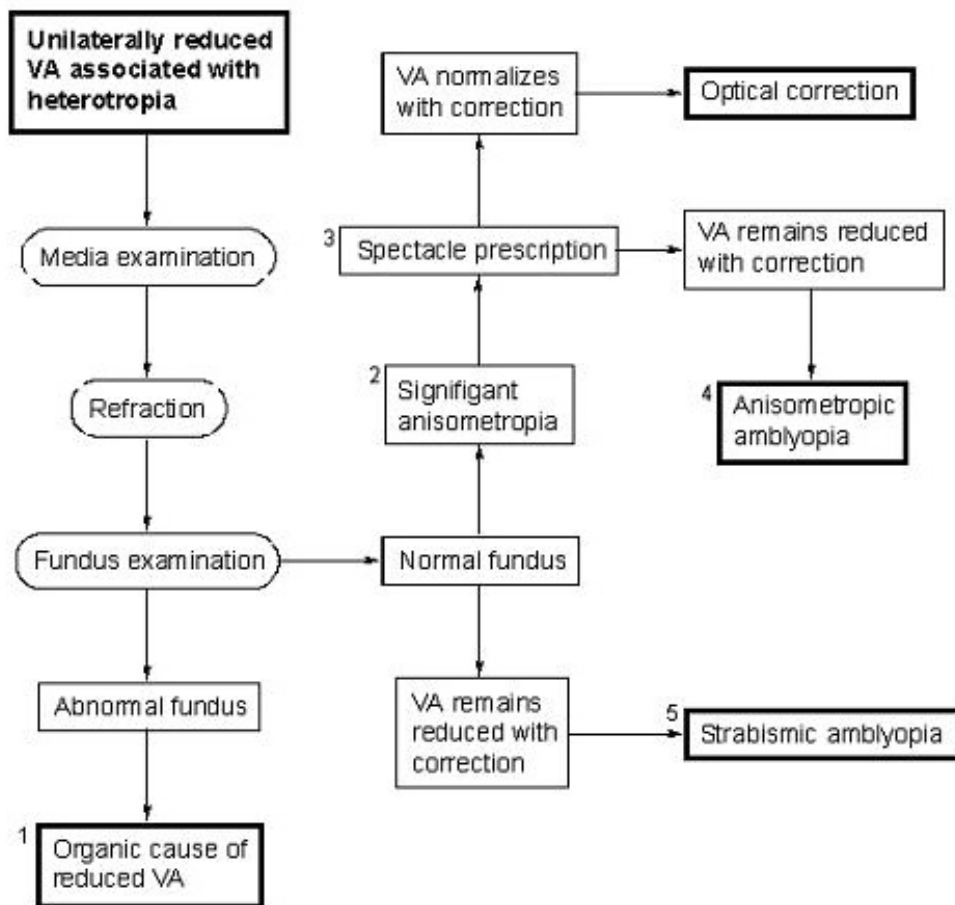 Unilaterally reduced
VA associated with
heterotropia
Media examination
Refraction
Fundus examination
Abnormal fundus
1
Organic cause of
reduced VA
VA normalizes
with correction
Optical correction
3
Spectacle prescription
VA remains reduced
with correction
2
Signifigant
anisometropia
4
Anisometropic
amblyopia
Normal fundus
VA remains
reduced with
correction
5
Strabismic amblyopia